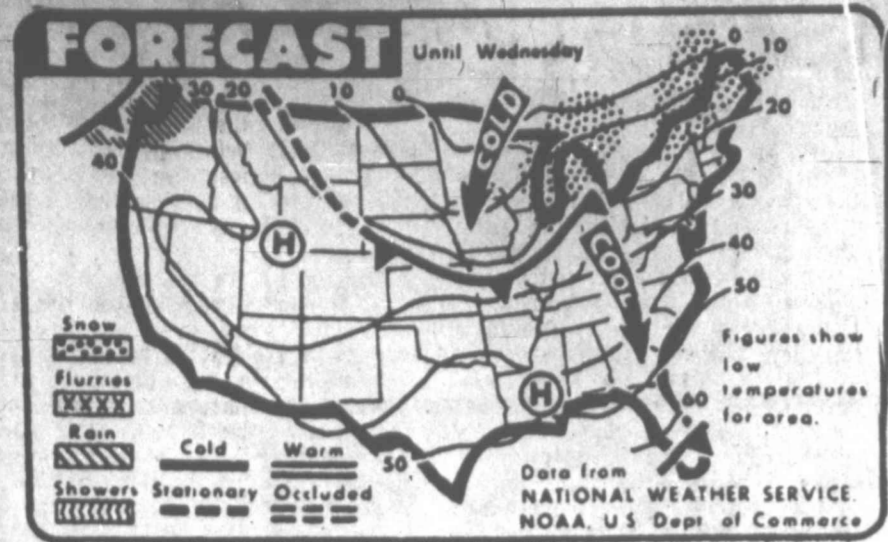 FORECAST Until Wednesday
30 20 10 0 0 10
20
40
30
40
50
COLD
COOL
H
H
60
50
Snow
Flurries
Rain
Showers
Cold Warm
Stationary Occluded
Figures show
low
temperatures
for area.
Data from
NATIONAL WEATHER SERVICE,
NOAA, U S Dept. of Commerce